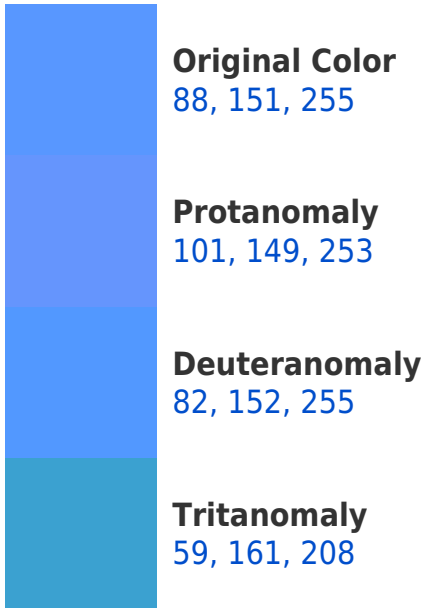 Original Color
88, 151, 255
Protanomaly
101, 149, 253
Deuteranomaly
82, 152, 255
Tritanomaly
59, 161, 208